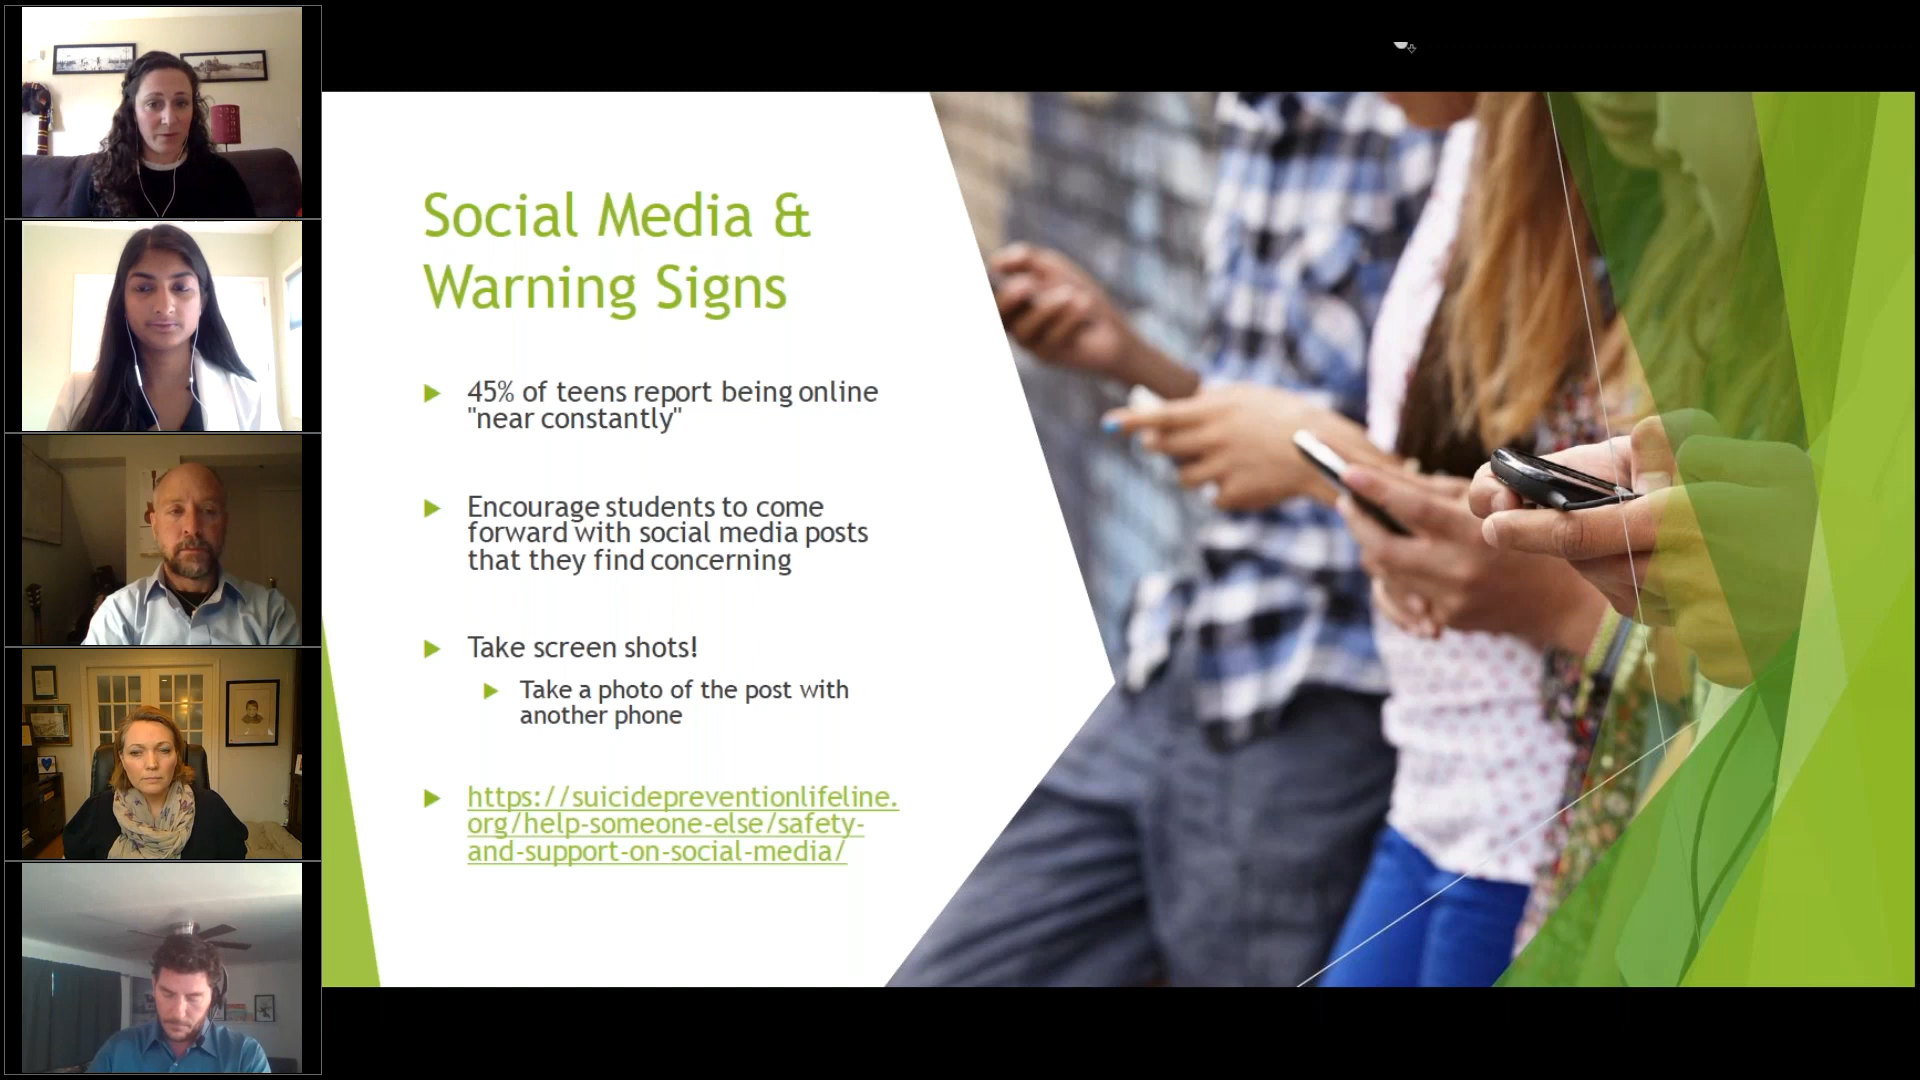 Social Media &
Warning Signs
45% of teens report being online
"near constantly"
Encourage students to come
forward with social media posts
that they find concerning
Take screen shots!
Take a photo of the post with
another phone
https://suicidepreventionlifeline.
org/help-someone-else/safety-
and-support-on-social-media/